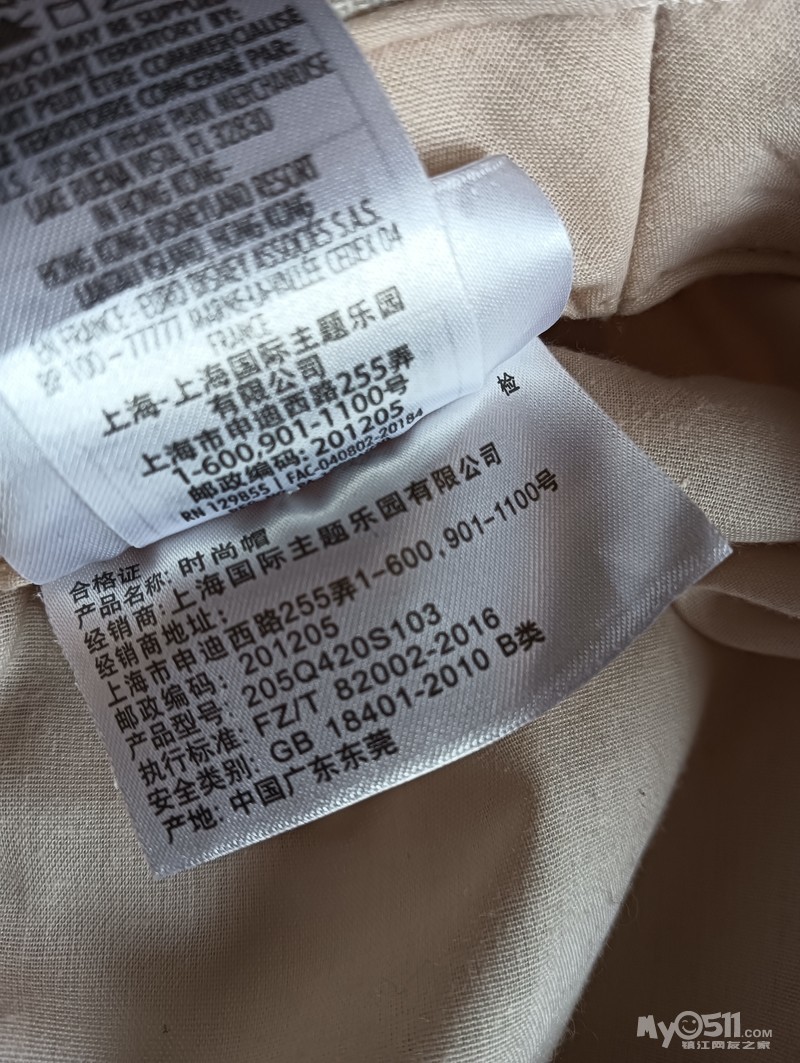 PRODUCT MAY BE SUPPLIED
RELEVANT TERRITORY BY:
PEUT ÊTRE COMMERCIALISÉ
TERRITOIRE CONCERNÉ PAR:
DISNEY THEME PARK MERCHANDISE
LAKE BUENA VISTA, FL 32830
IN HONG KONG-
HONG KONG DISNEYLAND RESORT
LANTAU ISLAND, HONG KONG
EN FRANCE - EURO DISNEY ASSOCIÉS S.A.S.
BP 100 - 77777 MARNE-LA-VALLÉE CEDEX 04
FRANCE
上海-上海国际主题乐园
有限公司
上海市申迪西路255弄
1-600,901-1100号
邮政编码: 201205
RN 129855 | FAC-040802-20184
检
合格证
产品名称: 时尚帽
经销商: 上海国际主题乐园有限公司
经销商地址:
上海市申迪西路255弄1-600,901-1100号
邮政编码: 201205
产品型号: 205Q420S103
执行标准: FZ/T 82002-2016
安全类别: GB 18401-2010 B类
产地: 中国广东东莞
My0511.COM
镇江网友之家